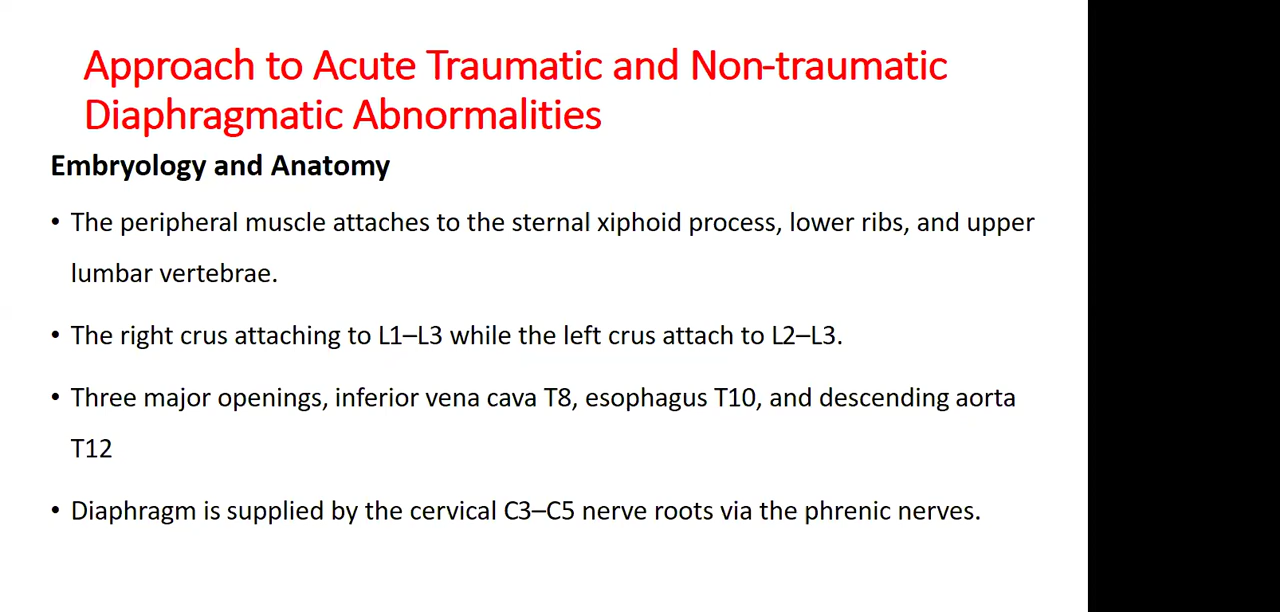 Approach to Acute Traumatic and Non-traumatic
Diaphragmatic Abnormalities
Embryology and Anatomy
• The peripheral muscle attaches to the sternal xiphoid process, lower ribs, and upper
lumbar vertebrae.
• The right crus attaching to L1–L3 while the left crus attach to L2–L3.
• Three major openings, inferior vena cava T8, esophagus T10, and descending aorta
T12
• Diaphragm is supplied by the cervical C3–C5 nerve roots via the phrenic nerves.